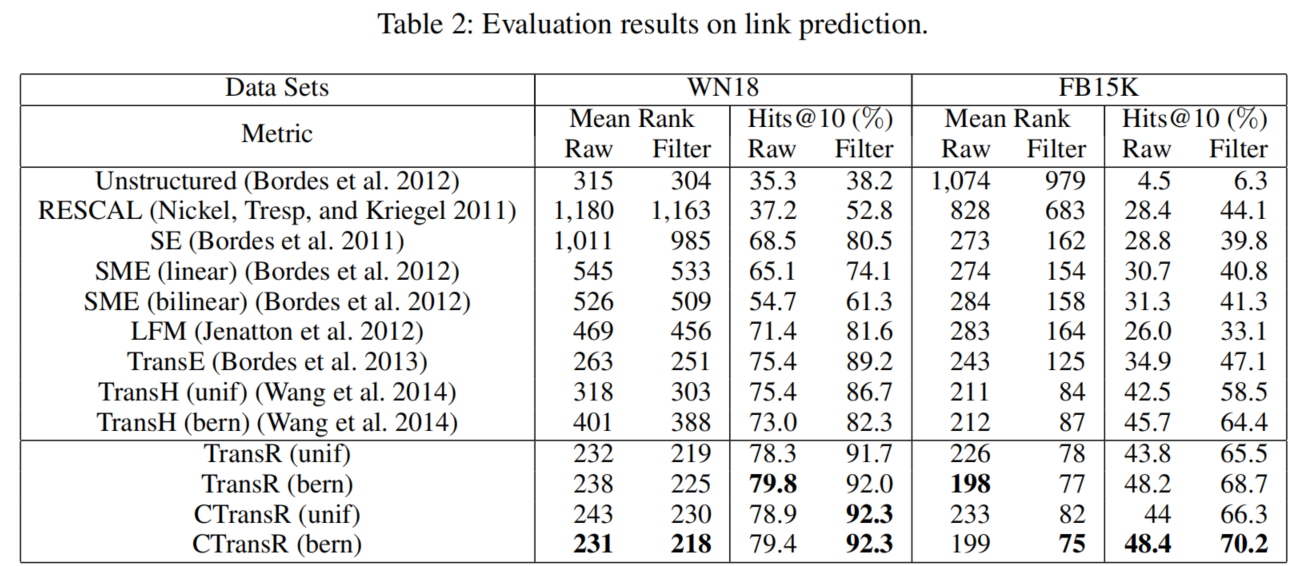 Table 2: Evaluation results on link prediction.
Data Sets WN18 FB15K
Metric Mean Rank Hits@10 (%) Mean Rank Hits@10 (%)
Raw Filter Raw Filter Raw Filter Raw Filter
Unstructured (Bordes et al. 2012) 315 304 35.3 38.2 1,074 979 4.5 6.3
RESCAL (Nickel, Tresp, and Kriegel 2011) 1,180 1,163 37.2 52.8 828 683 28.4 44.1
SE (Bordes et al. 2011) 1,011 985 68.5 80.5 273 162 28.8 39.8
SME (linear) (Bordes et al. 2012) 545 533 65.1 74.1 274 154 30.7 40.8
SME (bilinear) (Bordes et al. 2012) 526 509 54.7 61.3 284 158 31.3 41.3
LFM (Jenatton et al. 2012) 469 456 71.4 81.6 283 164 26.0 33.1
TransE (Bordes et al. 2013) 263 251 75.4 89.2 243 125 34.9 47.1
TransH (unif) (Wang et al. 2014) 318 303 75.4 86.7 211 84 42.5 58.5
TransH (bern) (Wang et al. 2014) 401 388 73.0 82.3 212 87 45.7 64.4
TransR (unif) 232 219 78.3 91.7 226 78 43.8 65.5
TransR (bern) 238 225 79.8 92.0 198 77 48.2 68.7
CTransR (unif) 243 230 78.9 92.3 233 82 44 66.3
CTransR (bern) 231 218 79.4 92.3 199 75 48.4 70.2